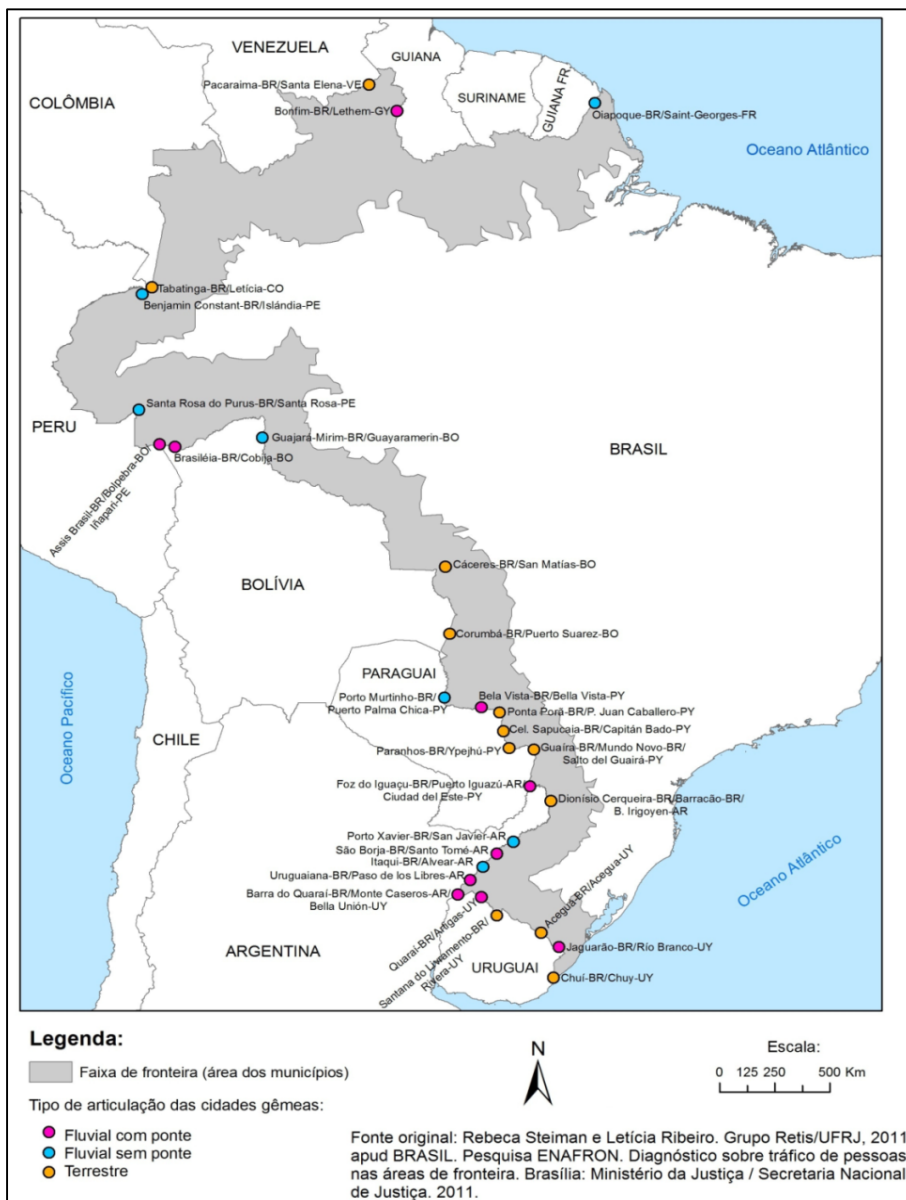 VENEZUELA
GUIANA
Pacaraima-BR/Santa Elena-VE
COLÔMBIA
SURINAME
GUIANA FR.
Bonfim-BR/Lethem-GY
Oiapoque-BR/Saint-Georges-FR
Oceano Atlântico
Tabatinga-BR/Letícia-CO
Benjamin Constant-BR/Islándia-PE
Santa Rosa do Purus-BR/Santa Rosa-PE
PERU
Guajará-Mirim-BR/Guayaramerin-BO
BRASIL
Brasiléia-BR/Cobija-BO
Assis Brasil-BR/Bolpebra-BO/
Iñapari-PE
Cáceres-BR/San Matías-BO
BOLÍVIA
Corumbá-BR/Puerto Suarez-BO
PARAGUAI
Porto Murtinho-BR/
Puerto Palma Chica-PY
Bela Vista-BR/Bella Vista-PY
Ponta Porã-BR/P. Juan Caballero-PY
Cel. Sapucaia-BR/Capitán Bado-PY
Oceano Pacífico
CHILE
Paranhos-BR/Ypejhú-PY
Guaíra-BR/Mundo Novo-BR/
Salto del Guairá-PY
Foz do Iguaçu-BR/Puerto Iguazú-AR/
Ciudad del Este-PY
Dionísio Cerqueira-BR/Barracão-BR/
B. Irigoyen-AR
Porto Xavier-BR/San Javier-AR
São Borja-BR/Santo Tomé-AR
Itaqui-BR/Alvear-AR
Uruguaiana-BR/Paso de los Libres-AR
Barra do Quaraí-BR/Monte Caseros-AR/
Bella Unión-UY
Quaraí-BR/Artigas-UY
Santana do Livramento-BR/
Rivera-UY
Aceguá-BR/Acegua-UY
Oceano Atlântico
ARGENTINA
Jaguarão-BR/Río Branco-UY
URUGUAI
Chuí-BR/Chuy-UY
Legenda:
Faixa de fronteira (área dos municípios)
Tipo de articulação das cidades gêmeas:
Fluvial com ponte
Fluvial sem ponte
Terrestre
N
Escala:
0 125 250 500 Km
Fonte original: Rebeca Steiman e Letícia Ribeiro. Grupo Retis/UFRJ, 2011
apud BRASIL. Pesquisa ENAFRON. Diagnóstico sobre tráfico de pessoas
nas áreas de fronteira. Brasília: Ministério da Justiça / Secretaria Nacional
de Justiça. 2011.